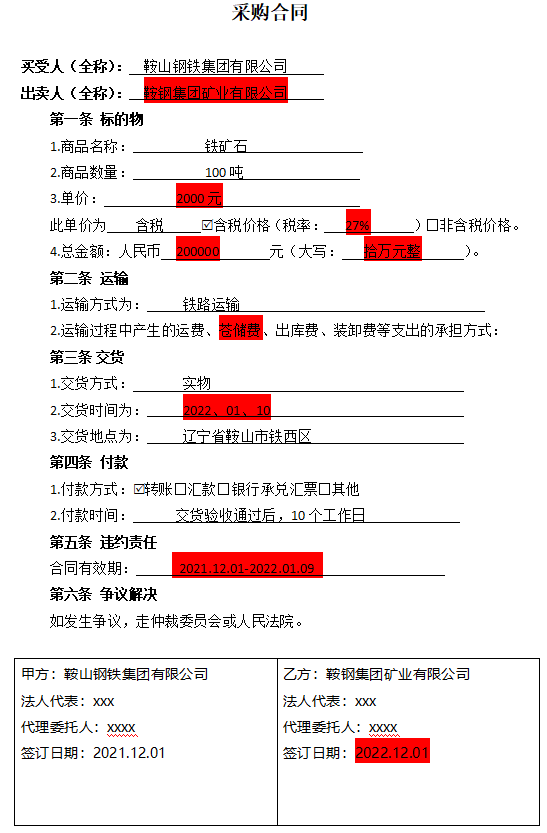 采购合同
买受人（全称）：鞍山钢铁集团有限公司
出卖人（全称）：鞍钢集团矿业有限公司
第一条 标的物
1.商品名称：铁矿石
2.商品数量：100 吨
3.单价：2000 元
此单价为 含税 ☑含税价格（税率：27%）☐非含税价格。
4.总金额：人民币 200000 元（大写：拾万元整）。
第二条 运输
1.运输方式为：铁路运输
2.运输过程中产生的运费、苍储费、出库费、装卸费等支出的承担方式：
第三条 交货
1.交货方式：实物
2.交货时间为：2022、01、10
3.交货地点为：辽宁省鞍山市铁西区
第四条 付款
1.付款方式：☑转账☐汇款☐银行承兑汇票☐其他
2.付款时间：交货验收通过后，10 个工作日
第五条 违约责任
合同有效期：2021.12.01-2022.01.09
第六条 争议解决
如发生争议，走仲裁委员会或人民法院。
甲方：鞍山钢铁集团有限公司
法人代表：xxx
代理委托人：xxxx
签订日期：2021.12.01
乙方：鞍钢集团矿业有限公司
法人代表：xxx
代理委托人：xxxx
签订日期：2022.12.01